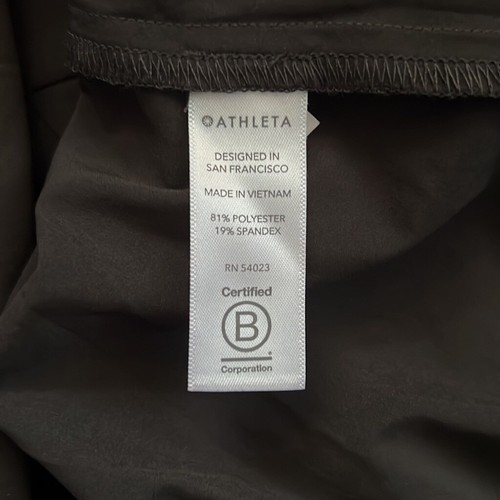 ATHLETA
DESIGNED IN
SAN FRANCISCO
MADE IN VIETNAM
81% POLYESTER
19% SPANDEX
RN 54023
Certified
B
Corporation